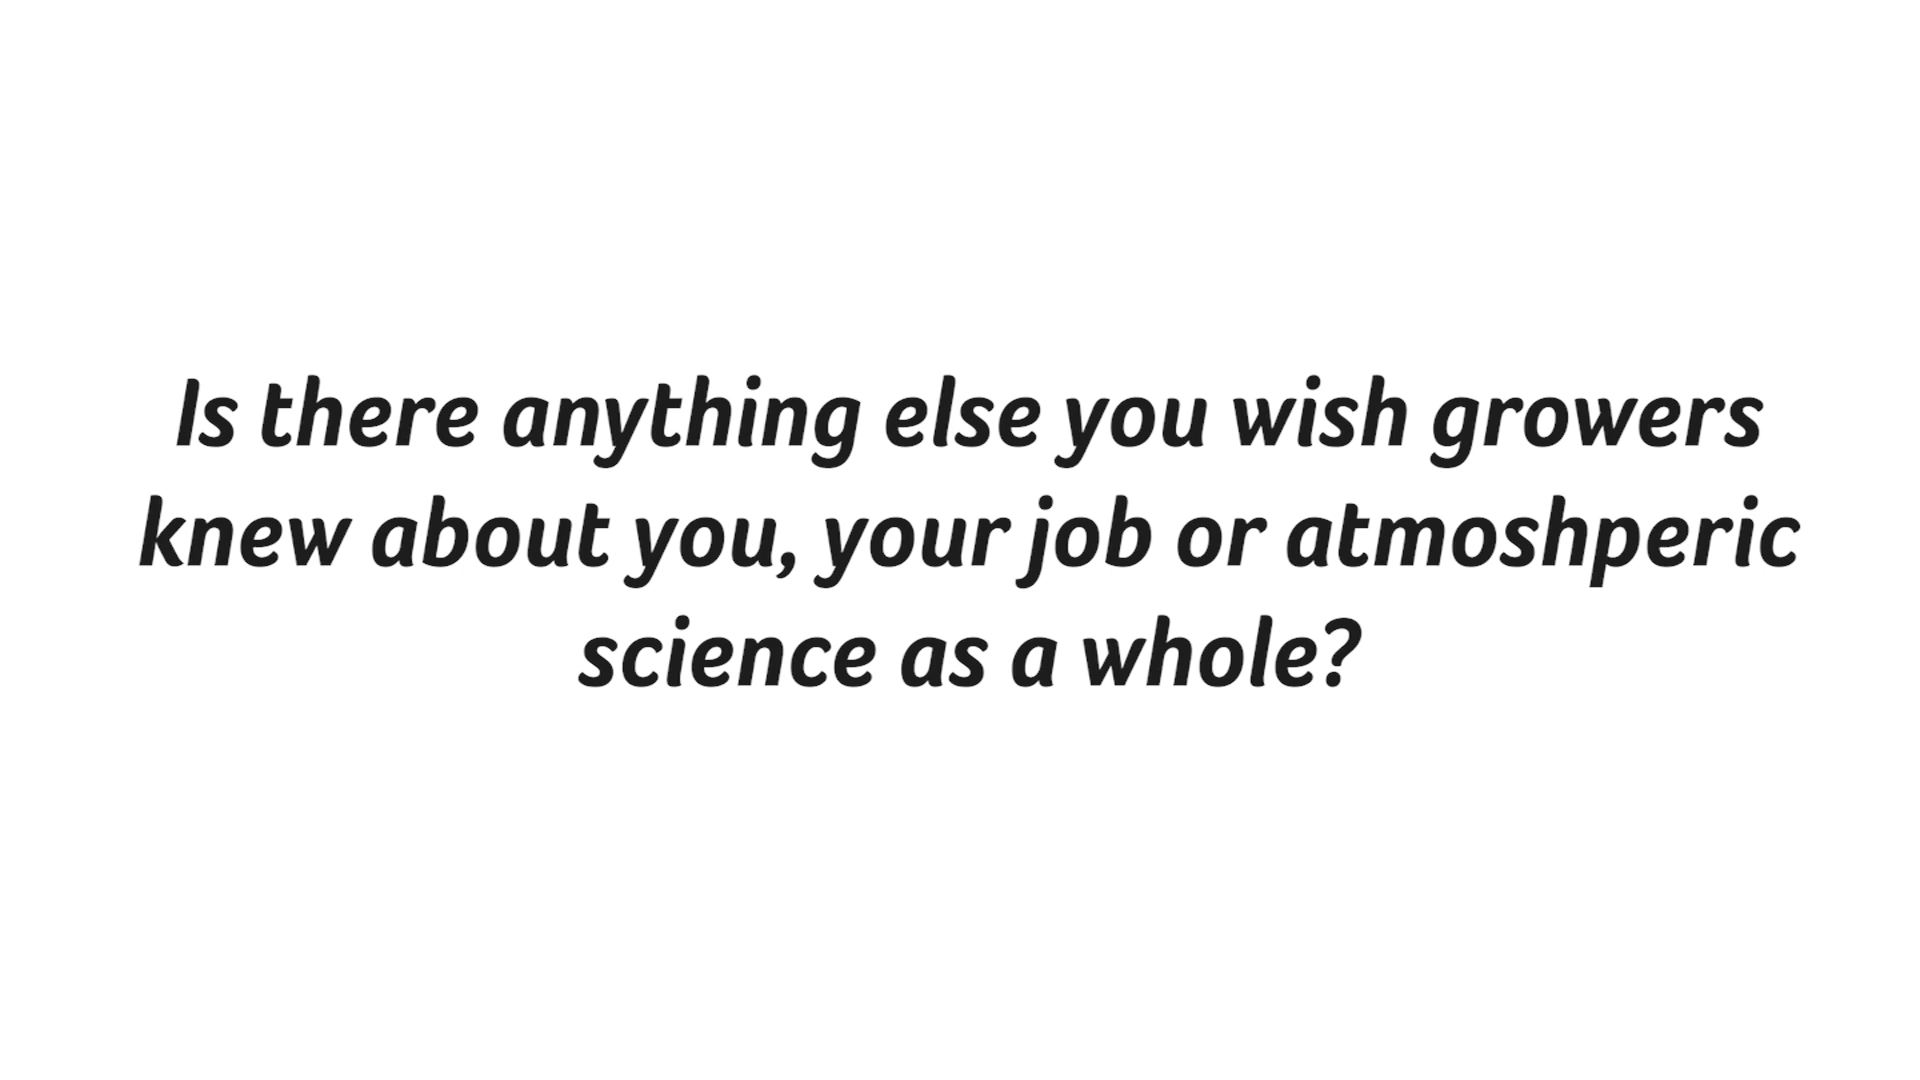 Is there anything else you wish growers
knew about you, your job or atmoshperic
science as a whole?